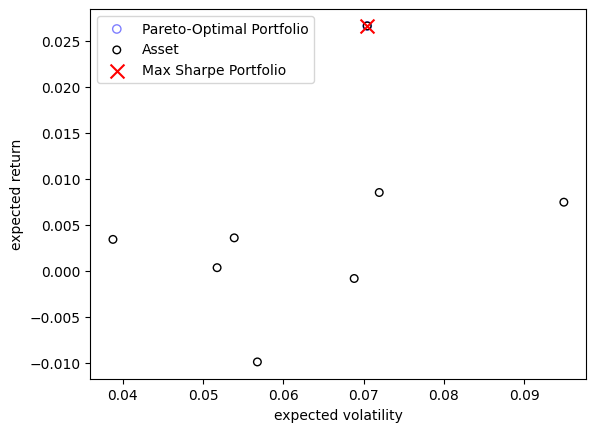 Pareto-Optimal Portfolio
Asset
Max Sharpe Portfolio
expected return
0.025
0.020
0.015
0.010
0.005
0.000
−0.005
−0.010
0.04 0.05 0.06 0.07 0.08 0.09
expected volatility